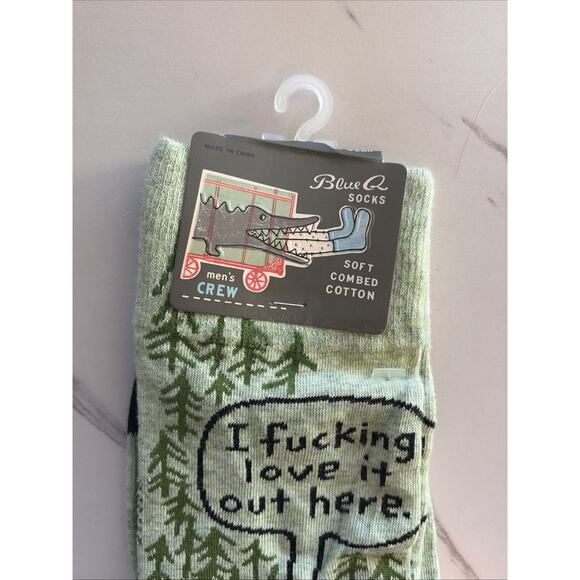 MADE IN CHINA
Blue Q
SOCKS
SOFT
COMBED
COTTON
men's
CREW
I fucking
love it
out here.